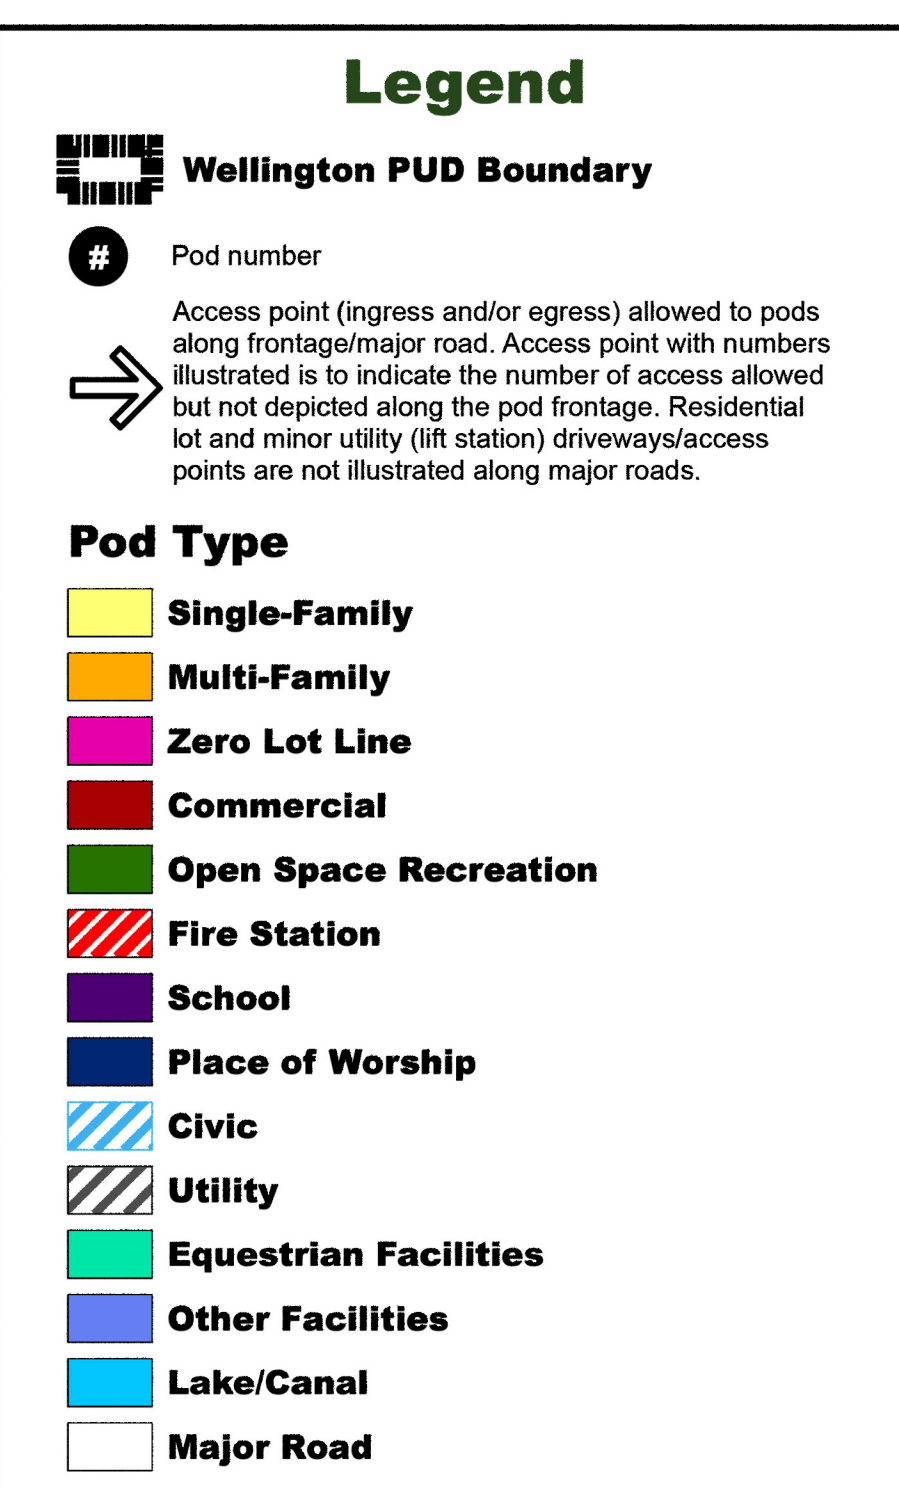 Legend
Wellington PUD Boundary
#
Pod number
Access point (ingress and/or egress) allowed to pods
along frontage/major road. Access point with numbers
illustrated is to indicate the number of access allowed
but not depicted along the pod frontage. Residential
lot and minor utility (lift station) driveways/access
points are not illustrated along major roads.
Pod Type
Single-Family
Multi-Family
Zero Lot Line
Commercial
Open Space Recreation
Fire Station
School
Place of Worship
Civic
Utility
Equestrian Facilities
Other Facilities
Lake/Canal
Major Road